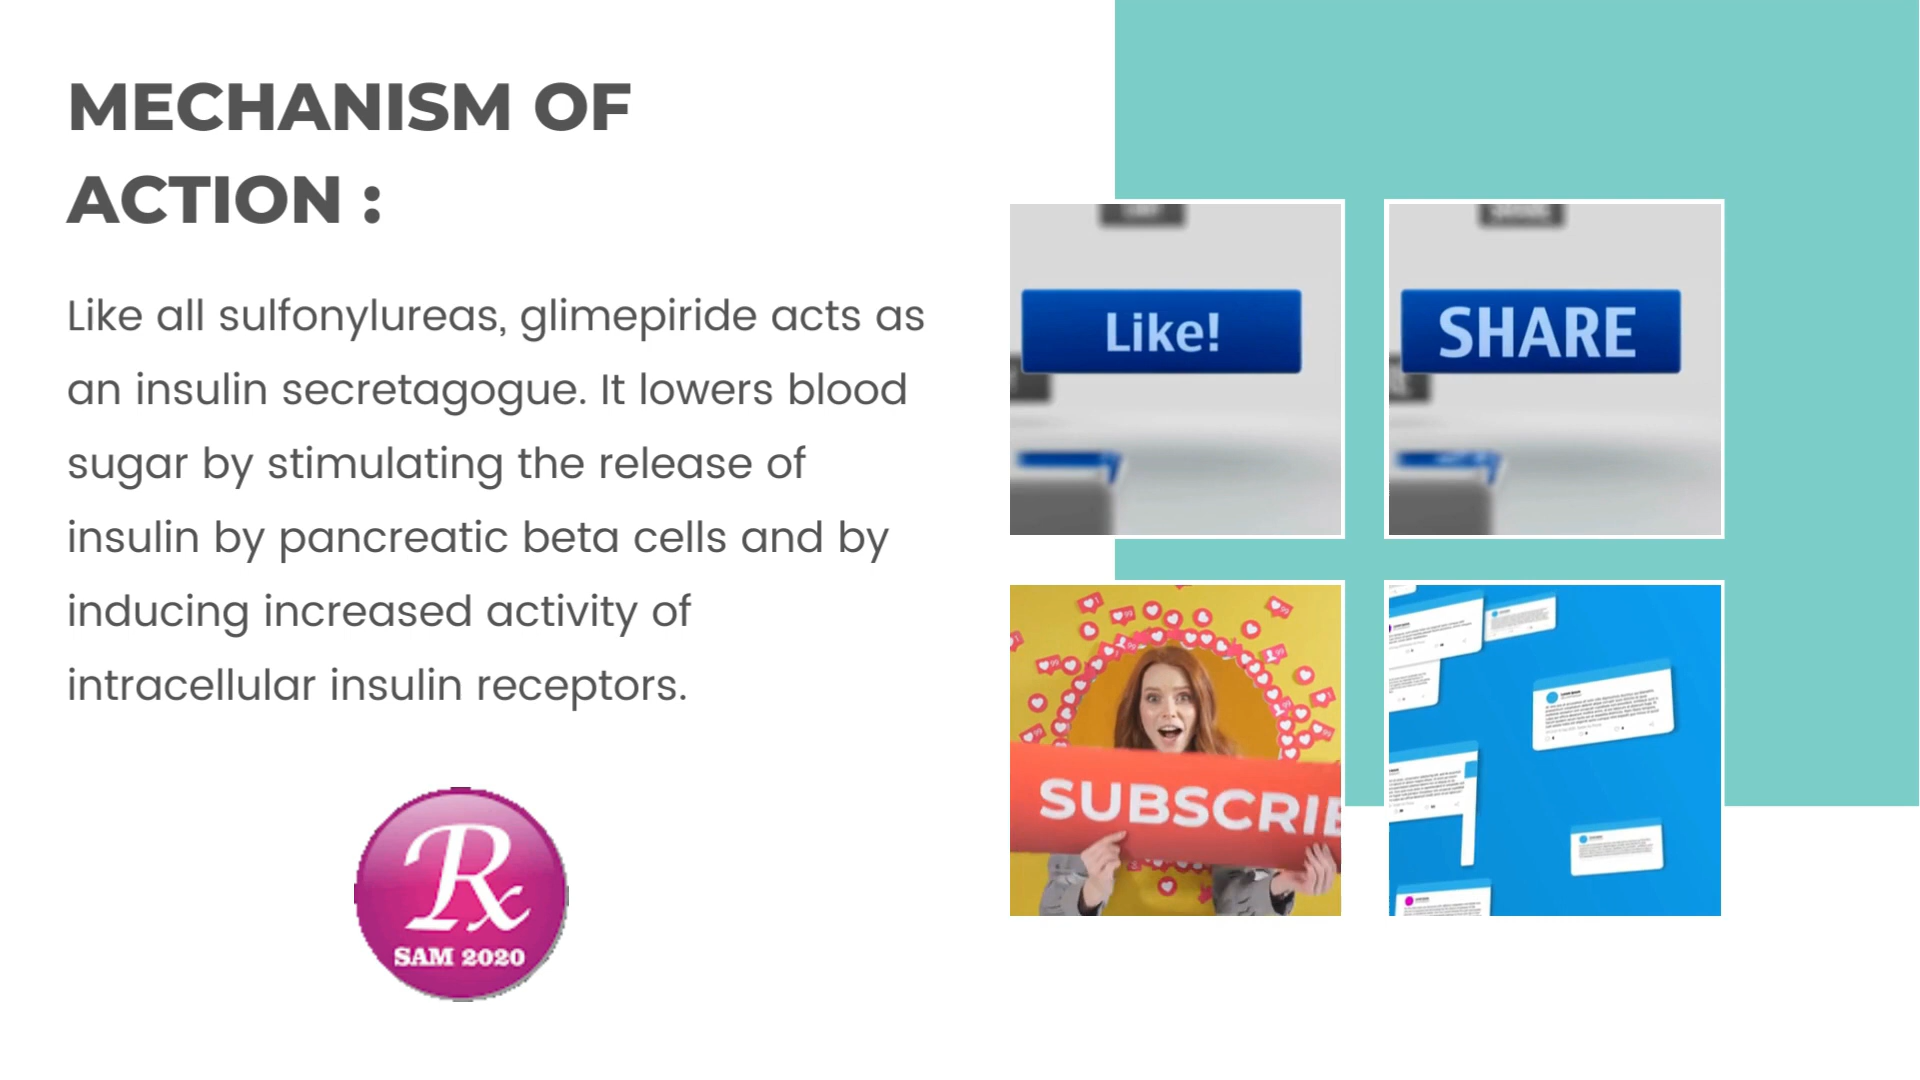 MECHANISM OF
ACTION :
Like all sulfonylureas, glimepiride acts as
an insulin secretagogue. It lowers blood
sugar by stimulating the release of
insulin by pancreatic beta cells and by
inducing increased activity of
intracellular insulin receptors.
Rx
SAM 2020
Like!
SHARE
SUBSCRIB